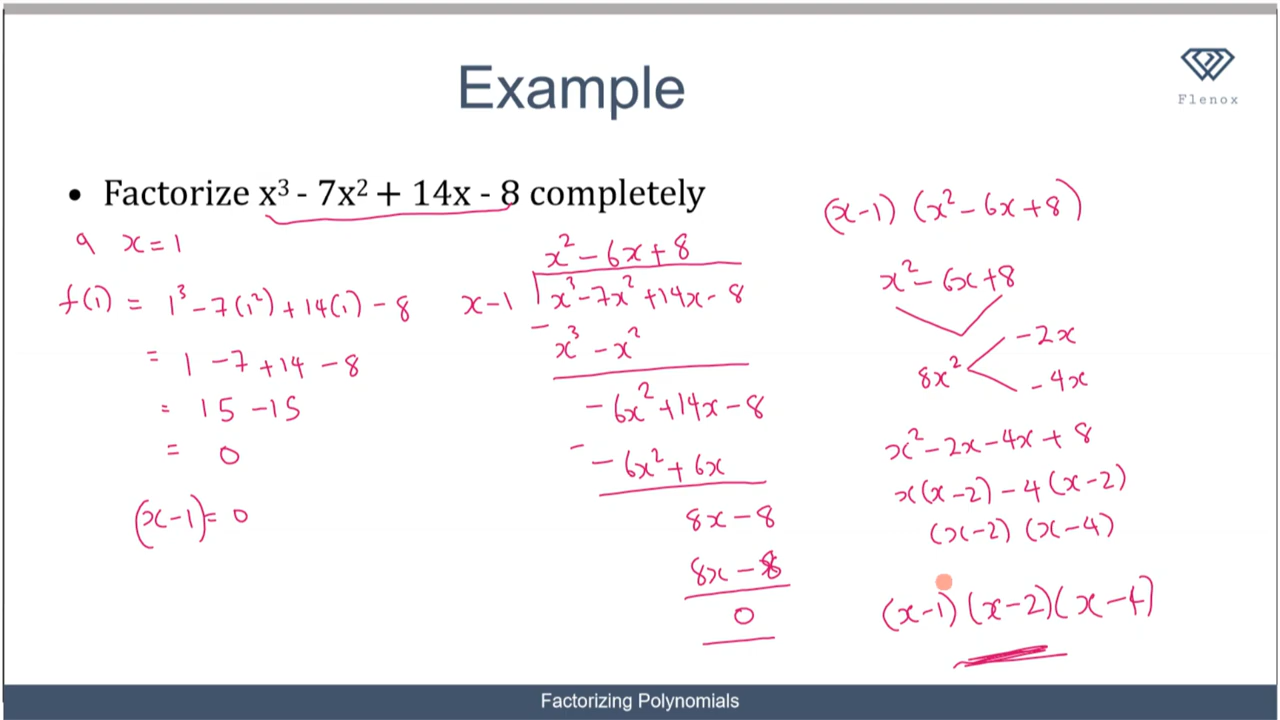 Example
Flenox
• Factorize x³ - 7x² + 14x - 8 completely
9 x = 1
f(1) = 1³ - 7(1²) + 14(1) - 8
= 1 - 7 + 14 - 8
= 15 - 15
= 0
(x-1) = 0
x² - 6x + 8
x - 1 x³ - 7x² + 14x - 8
- x³ - x²
- 6x² + 14x - 8
- - 6x² + 6x
8x - 8
8x - 8
0
(x-1) (x² - 6x + 8)
x² - 6x + 8
8x² - 2x
- 4x
x² - 2x - 4x + 8
x(x-2) - 4(x-2)
(x-2) (x-4)
(x-1)(x-2)(x-4)
Factorizing Polynomials